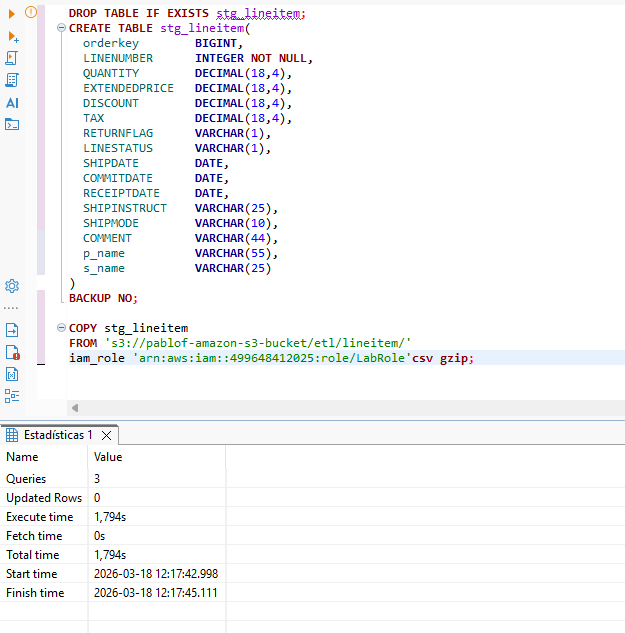 DROP TABLE IF EXISTS stg_lineitem;
CREATE TABLE stg_lineitem(
orderkey BIGINT,
LINENUMBER INTEGER NOT NULL,
QUANTITY DECIMAL(18,4),
EXTENDEDPRICE DECIMAL(18,4),
DISCOUNT DECIMAL(18,4),
TAX DECIMAL(18,4),
RETURNFLAG VARCHAR(1),
LINESTATUS VARCHAR(1),
SHIPDATE DATE,
COMMITDATE DATE,
RECEIPTDATE DATE,
SHIPINSTRUCT VARCHAR(25),
SHIPMODE VARCHAR(10),
COMMENT VARCHAR(44),
p_name VARCHAR(55),
s_name VARCHAR(25)
)
BACKUP NO;
COPY stg_lineitem
FROM 's3://pablof-amazon-s3-bucket/etl/lineitem/'
iam_role 'arn:aws:iam::499648412025:role/LabRole'csv gzip;
AI
Estadísticas 1
Name Value
Queries 3
Updated Rows 0
Execute time 1,794s
Fetch time 0s
Total time 1,794s
Start time 2026-03-18 12:17:42.998
Finish time 2026-03-18 12:17:45.111